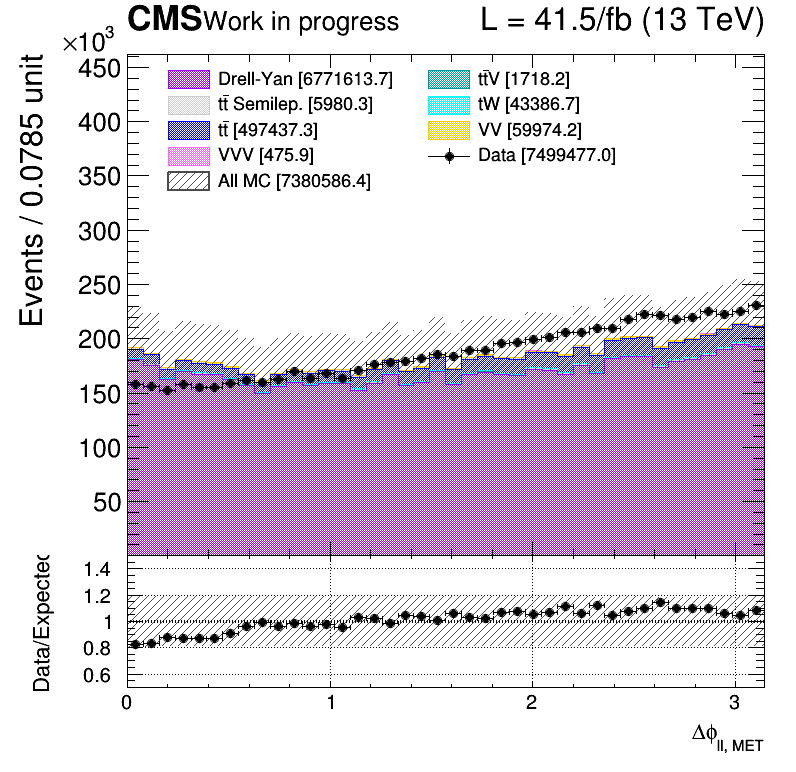 CMS Work in progress L = 41.5/fb (13 TeV)
×10³
Drell-Yan [6771613.7]
tt̄ Semilep. [5980.3]
tt̄ [497437.3]
VVV [475.9]
All MC [7380586.4]
tt̄V [1718.2]
tW [43386.7]
VV [59974.2]
Data [7499477.0]
Events / 0.0785 unit
450
400
350
300
250
200
150
100
50
Data/Expected
1.4
1.2
1
0.8
0.6
0 1 2 3
Δϕll, MET